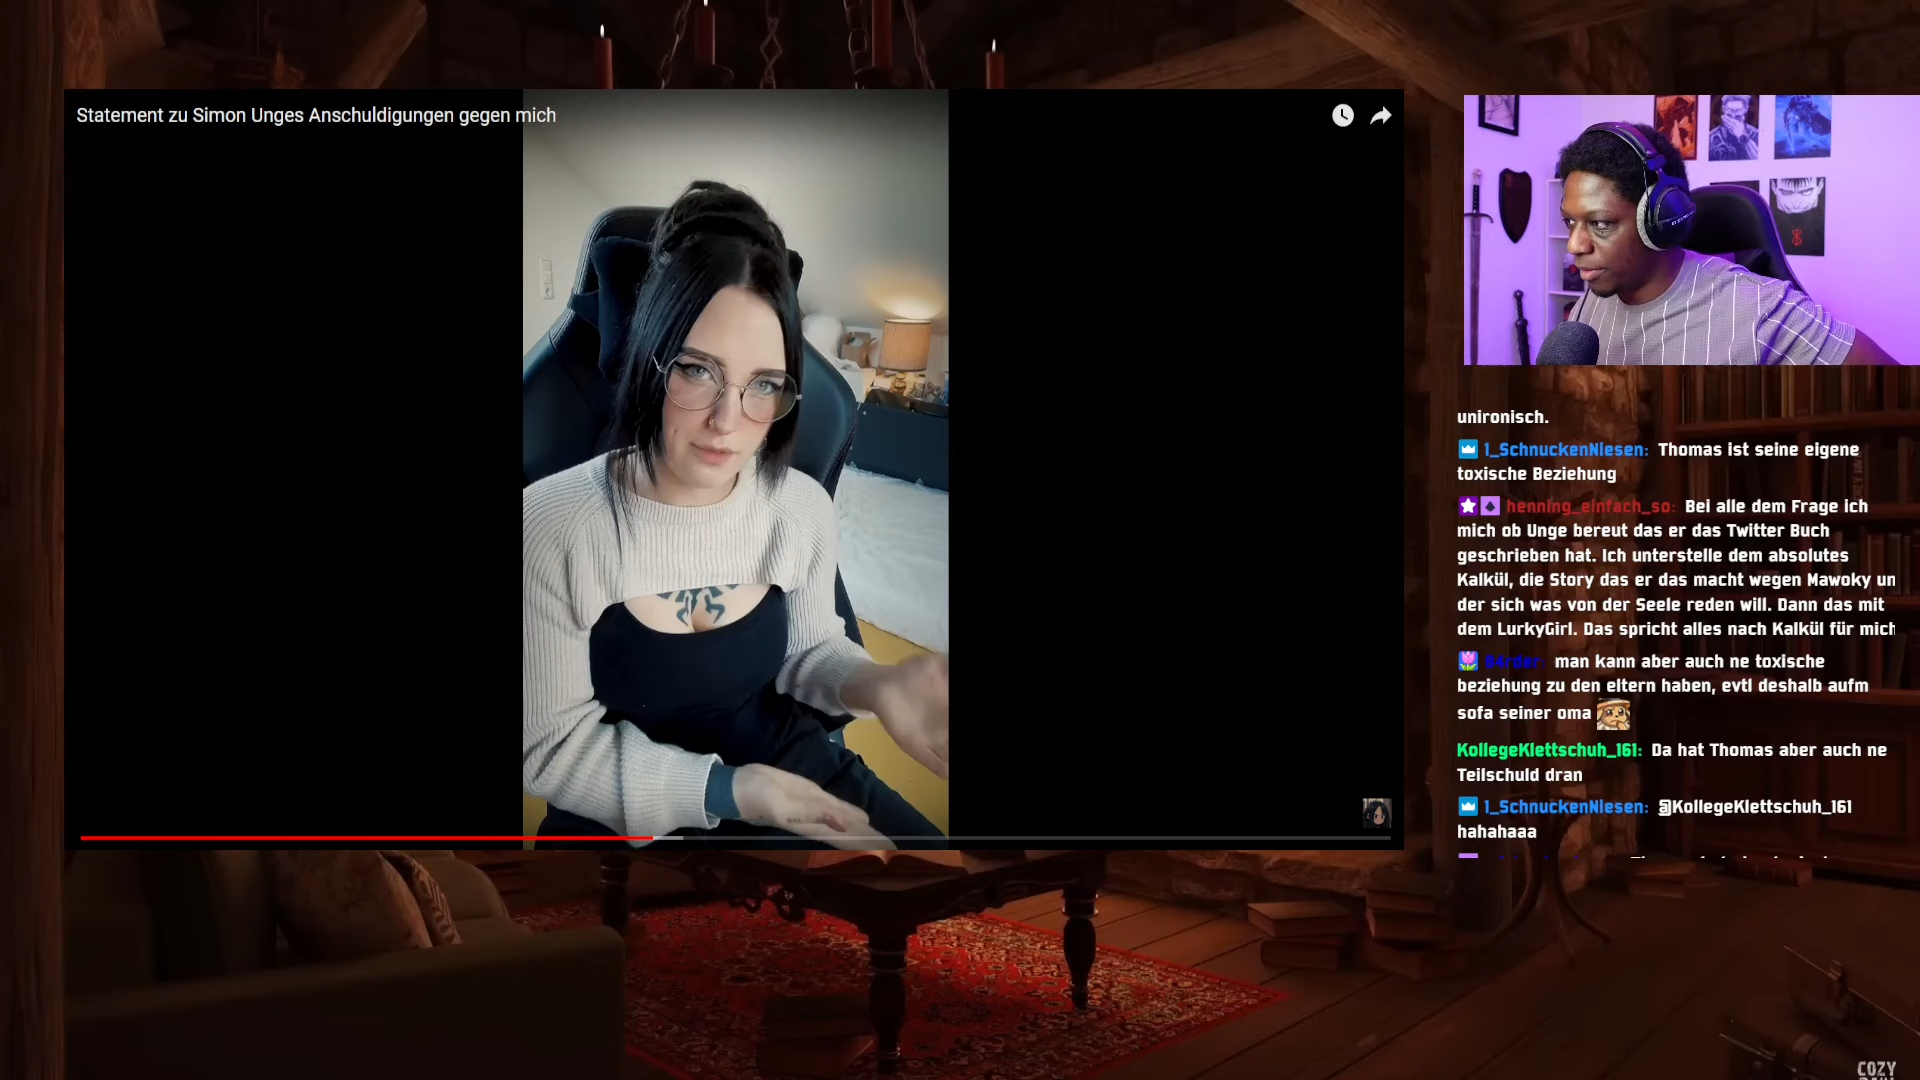 Statement zu Simon Unges Anschuldigungen gegen mich
unironisch.
1_SchnuckenNiesen: Thomas ist seine eigene
toxische Beziehung
henning_einfach_so: Bei alle dem Frage ich
mich ob Unge bereut das er das Twitter Buch
geschrieben hat. Ich unterstelle dem absolutes
Kalkül, die Story das er das macht wegen Mawoky un
der sich was von der Seele reden will. Dann das mit
dem LurkyGirl. Das spricht alles nach Kalkül für mich
man kann aber auch ne toxische
beziehung zu den eltern haben, evtl deshalb aufm
sofa seiner oma
KollegeKlettschuh_161: Da hat Thomas aber auch ne
Teilschuld dran
1_SchnuckenNiesen: @KollegeKlettschuh_161
hahahaaa
COZY